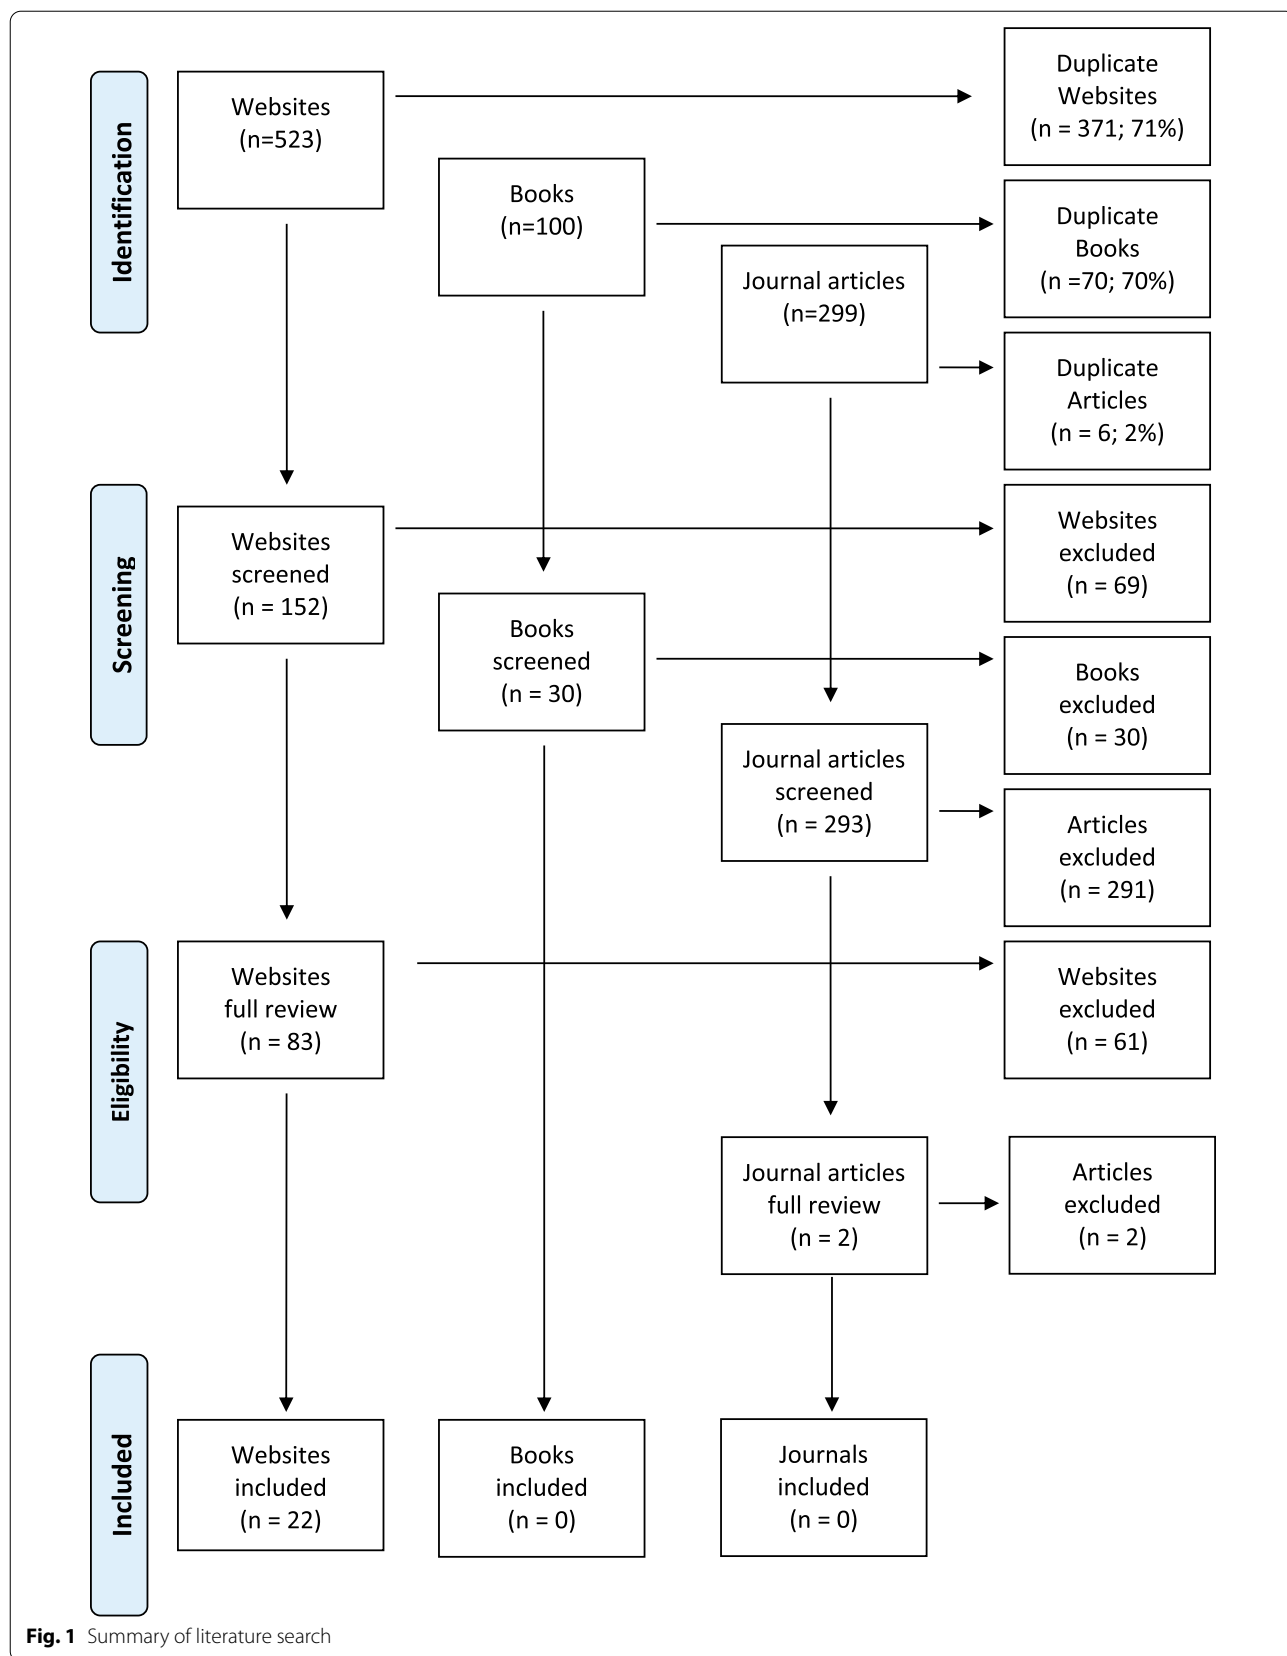 Identification
Websites
(n=523)
Books
(n=100)
Journal articles
(n=299)
Duplicate
Websites
(n = 371; 71%)
Duplicate
Books
(n =70; 70%)
Duplicate
Articles
(n = 6; 2%)
Screening
Websites
screened
(n = 152)
Books
screened
(n = 30)
Journal articles
screened
(n = 293)
Websites
excluded
(n = 69)
Books
excluded
(n = 30)
Articles
excluded
(n = 291)
Eligibility
Websites
full review
(n = 83)
Websites
excluded
(n = 61)
Journal articles
full review
(n = 2)
Articles
excluded
(n = 2)
Included
Websites
included
(n = 22)
Books
included
(n = 0)
Journals
included
(n = 0)
Fig. 1 Summary of literature search